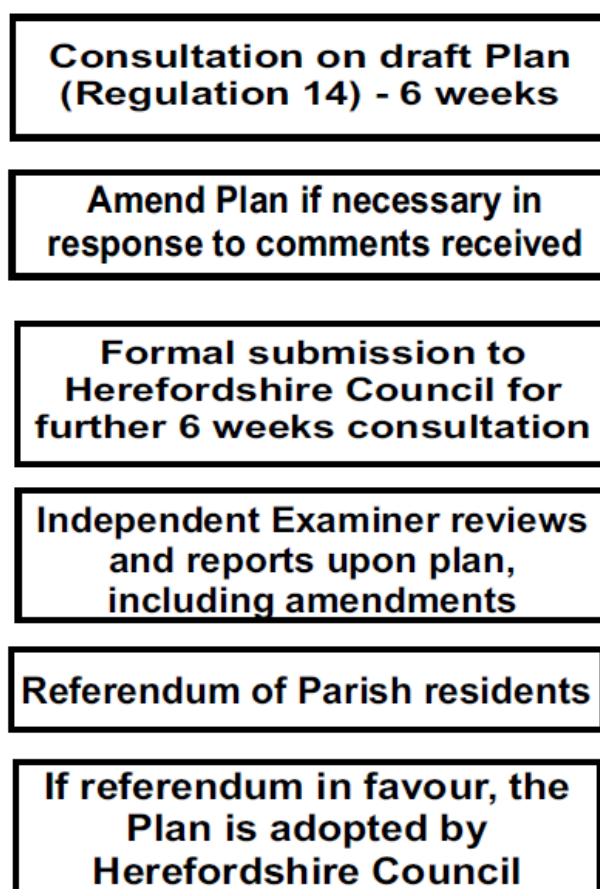 Consultation on draft Plan
(Regulation 14) - 6 weeks
Amend Plan if necessary in
response to comments received
Formal submission to
Herefordshire Council for
further 6 weeks consultation
Independent Examiner reviews
and reports upon plan,
including amendments
Referendum of Parish residents
If referendum in favour, the
Plan is adopted by
Herefordshire Council